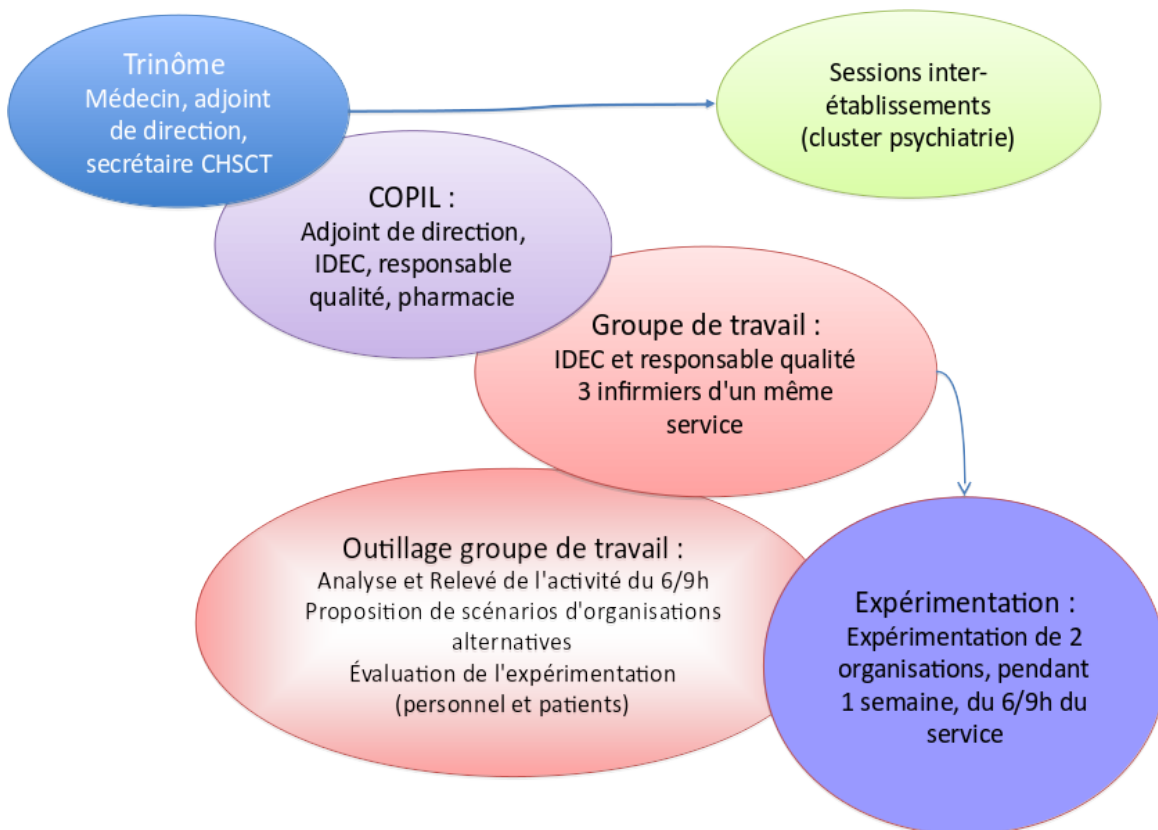 Trinôme
Médecin, adjoint
de direction,
secrétaire CHSCT
Sessions inter-
établissements
(cluster psychiatrie)
COPIL :
Adjoint de direction,
IDEC, responsable
qualité, pharmacie
Groupe de travail :
IDEC et responsable qualité
3 infirmiers d'un même
service
Outillage groupe de travail :
Analyse et Relevé de l'activité du 6/9h
Proposition de scénarios d'organisations
alternatives
Évaluation de l'expérimentation
(personnel et patients)
Expérimentation :
Expérimentation de 2
organisations, pendant
1 semaine, du 6/9h du
service